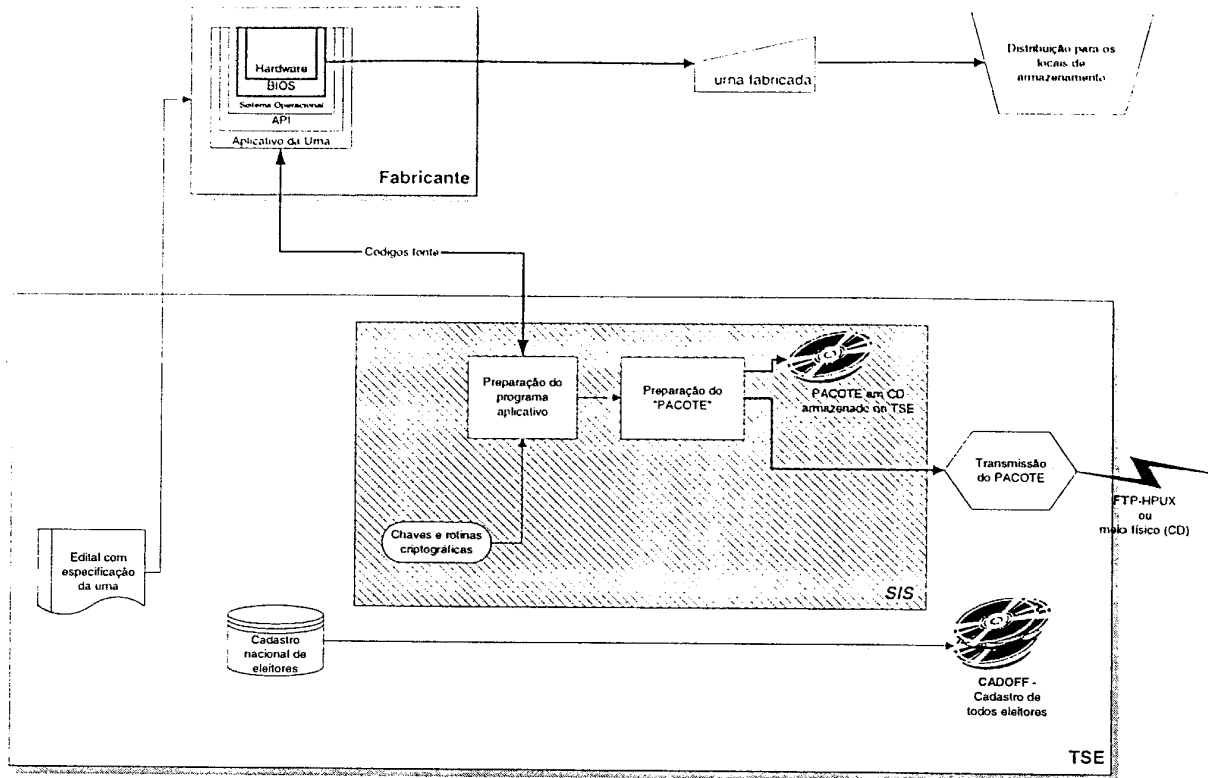 Hardware
BIOS
Sistema Operacional
API
Aplicativo da Urna
Fabricante
urna fabricada
Distribuição para os
locais de
armazenamento
Códigos fonte
Preparação do
programa
aplicativo
Preparação do
"PACOTE"
PACOTE em CD
armazenado no TSE
Transmissão
do PACOTE
FTP-HPUX
ou
meio físico (CD)
Chaves e rotinas
criptográficas
SIS
Edital com
especificação
da urna
Cadastro
nacional de
eleitores
CADOFF -
Cadastro de
todos eleitores
TSE